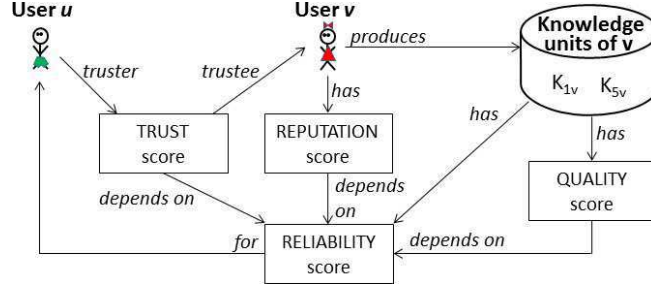 User u
User v
Knowledge
units of v
produces
truster
trustee
K1v
K5v
has
has
has
TRUST
score
REPUTATION
score
QUALITY
score
depends on
depends
on
for
RELIABILITY
score
depends on